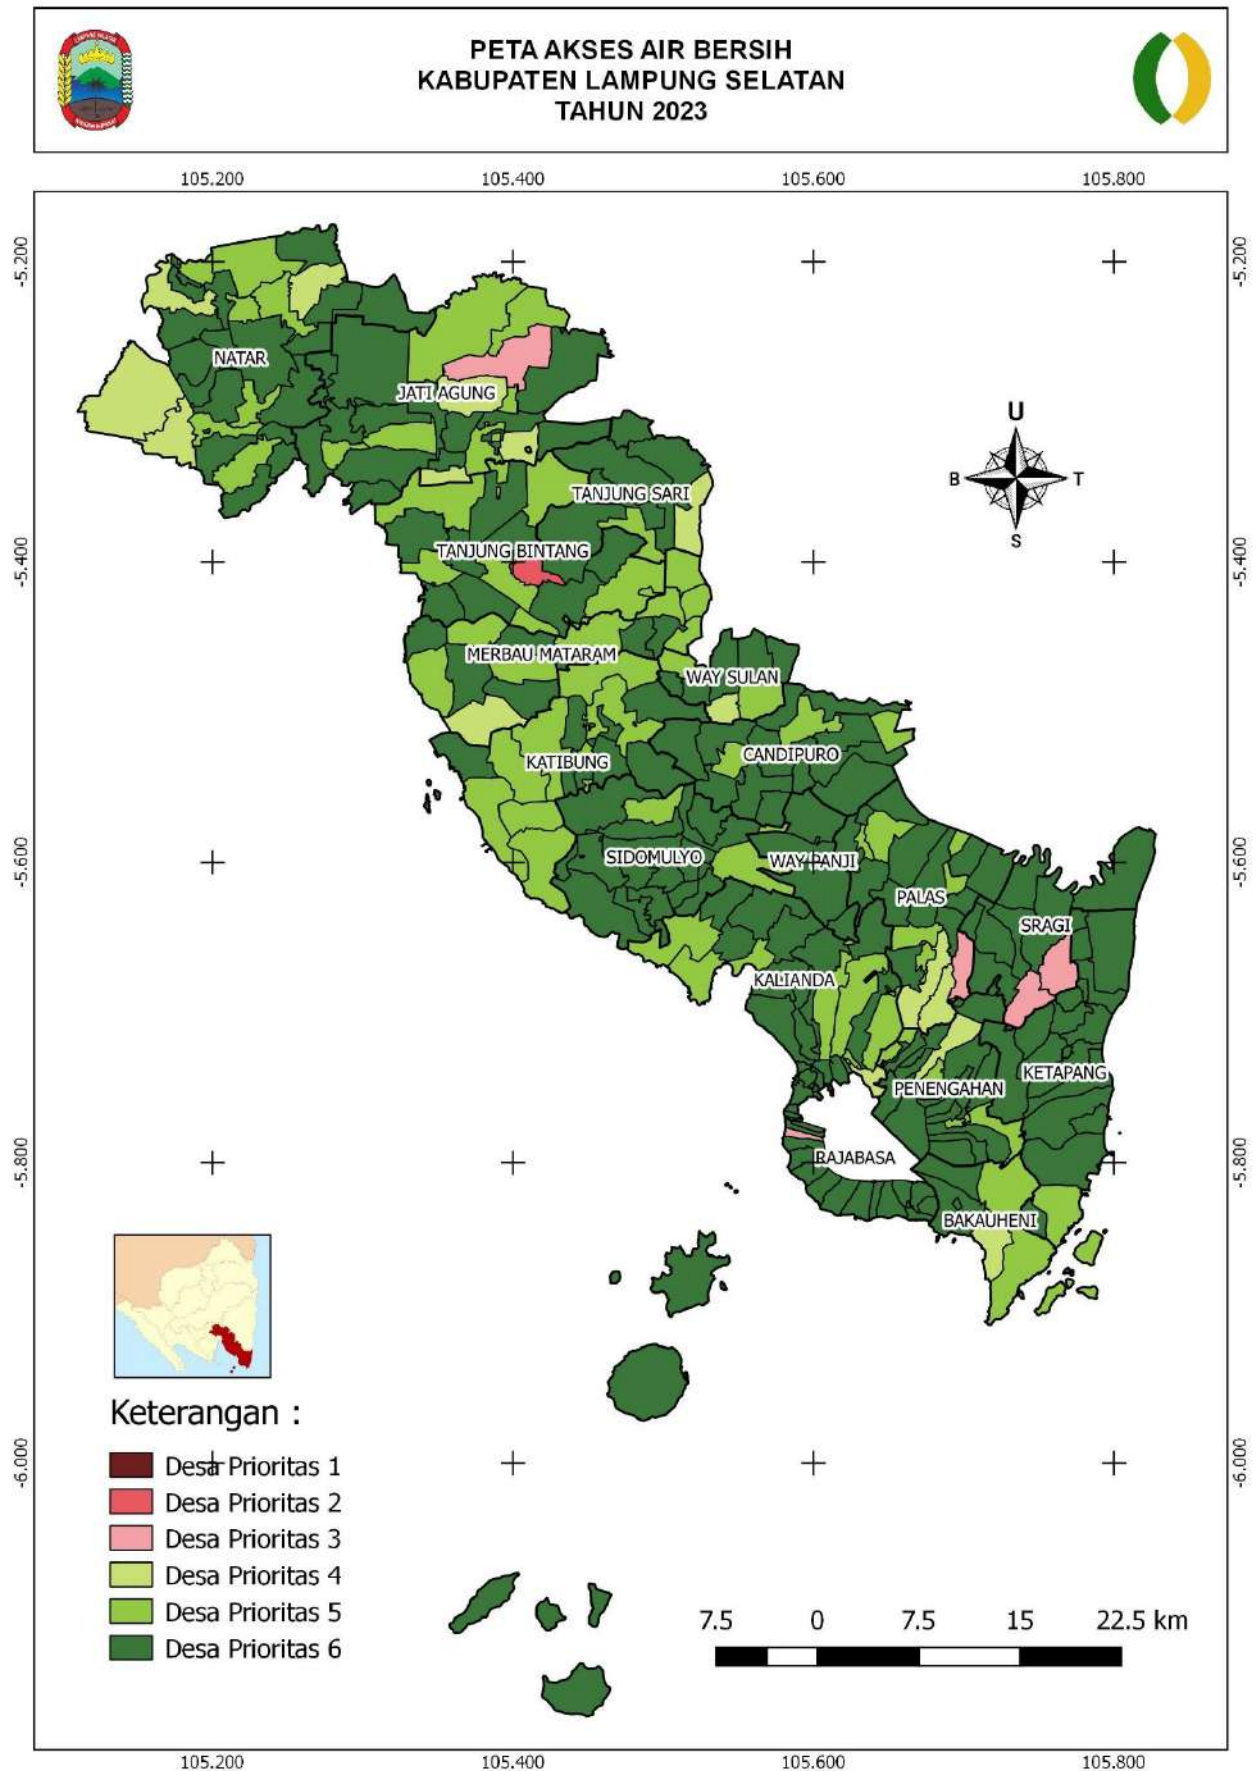 PETA AKSES AIR BERSIH
KABUPATEN LAMPUNG SELATAN
TAHUN 2023
LAMPUNG SELATAN
105.200 105.400 105.600 105.800
-5.200 -5.200
NATAR
JATI AGUNG
U
B T
S
TANJUNG SARI
TANJUNG BINTANG
-5.400 -5.400
MERBAU MATARAM
WAY SULAN
CANDIPURO
KATIBUNG
SIDOMULYO
WAY PANJI
-5.600 -5.600
PALAS
SRAGI
KALIANDA
KETAPANG
PENENGAHAN
RAJABASA
-5.800 -5.800
BAKAUHENI
Keterangan :
Desa Prioritas 1
-6.000 -6.000
Desa Prioritas 2
Desa Prioritas 3
Desa Prioritas 4
Desa Prioritas 5
Desa Prioritas 6
7.5 0 7.5 15 22.5 km
105.200 105.400 105.600 105.800